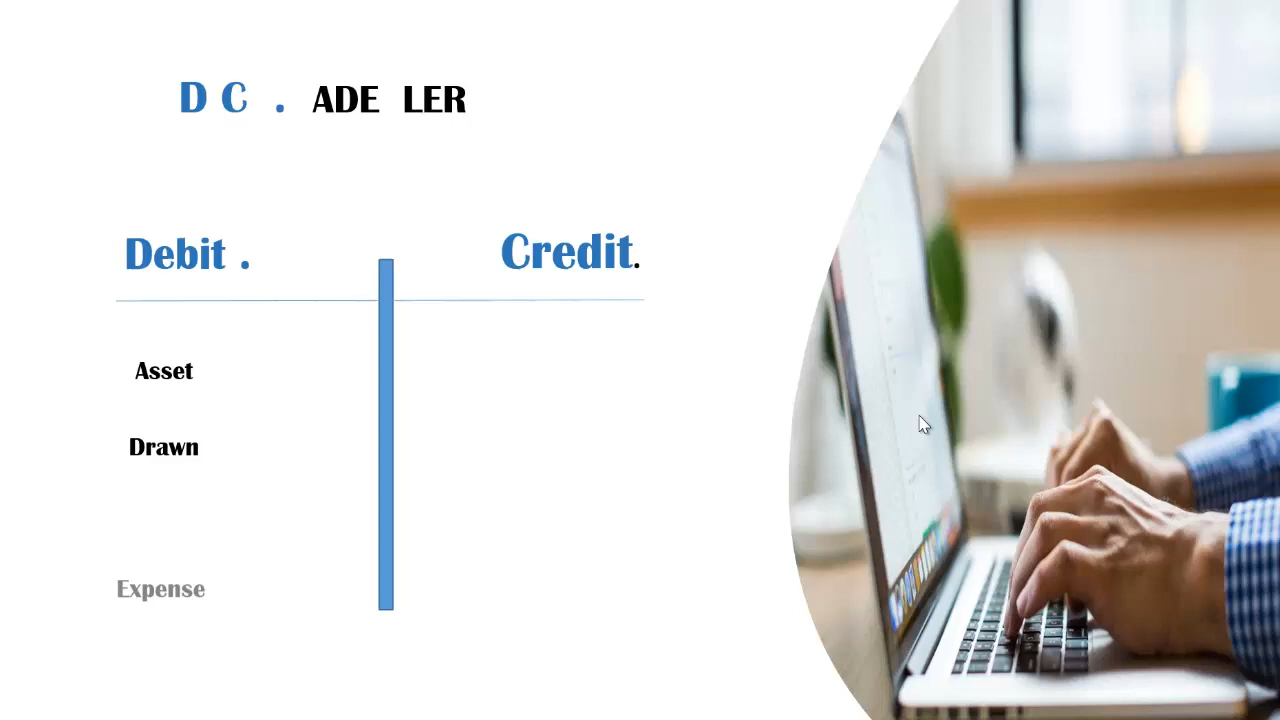 D C . ADE LER
Debit . Credit.
Asset
Drawn
Expense